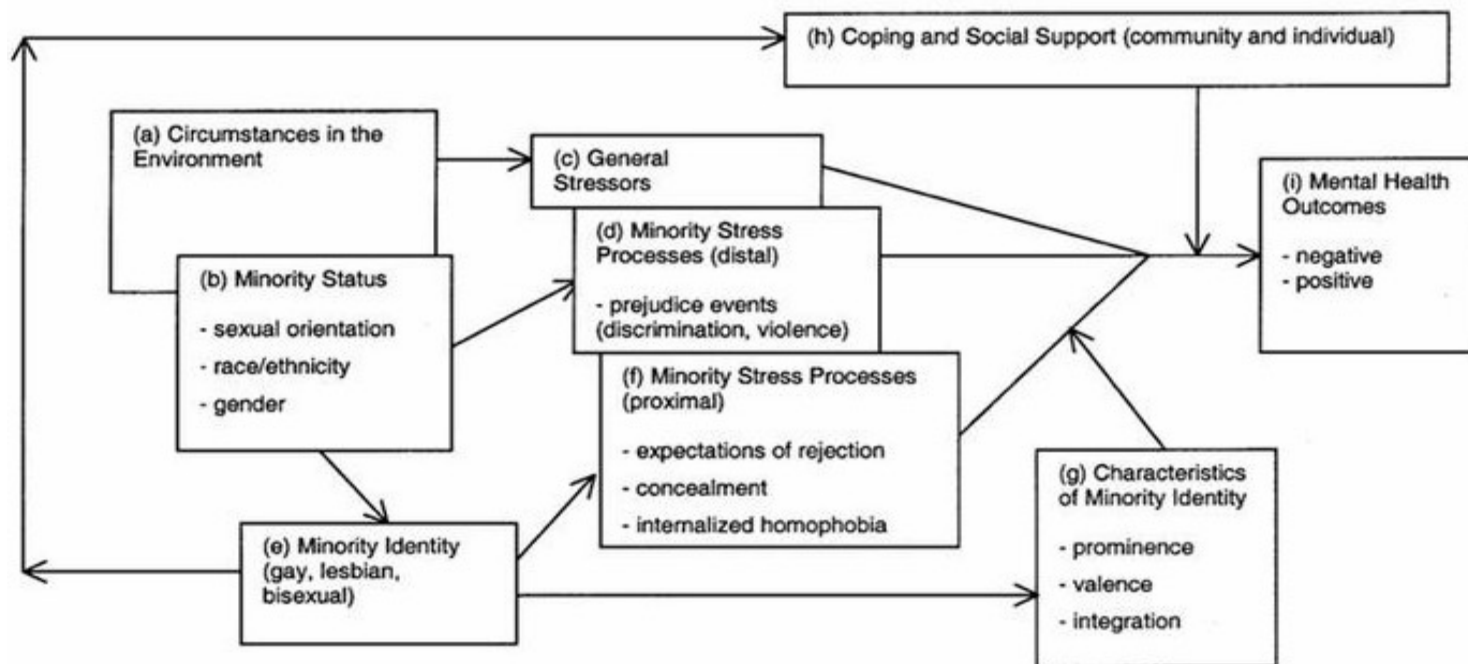 (h) Coping and Social Support (community and individual)
(a) Circumstances in the
Environment
(c) General
Stressors
(i) Mental Health
Outcomes
- negative
- positive
(d) Minority Stress
Processes (distal)
- prejudice events
(discrimination, violence)
(b) Minority Status
- sexual orientation
- race/ethnicity
- gender
(f) Minority Stress Processes
(proximal)
- expectations of rejection
- concealment
- internalized homophobia
(g) Characteristics
of Minority Identity
- prominence
- valence
- integration
(e) Minority Identity
(gay, lesbian,
bisexual)